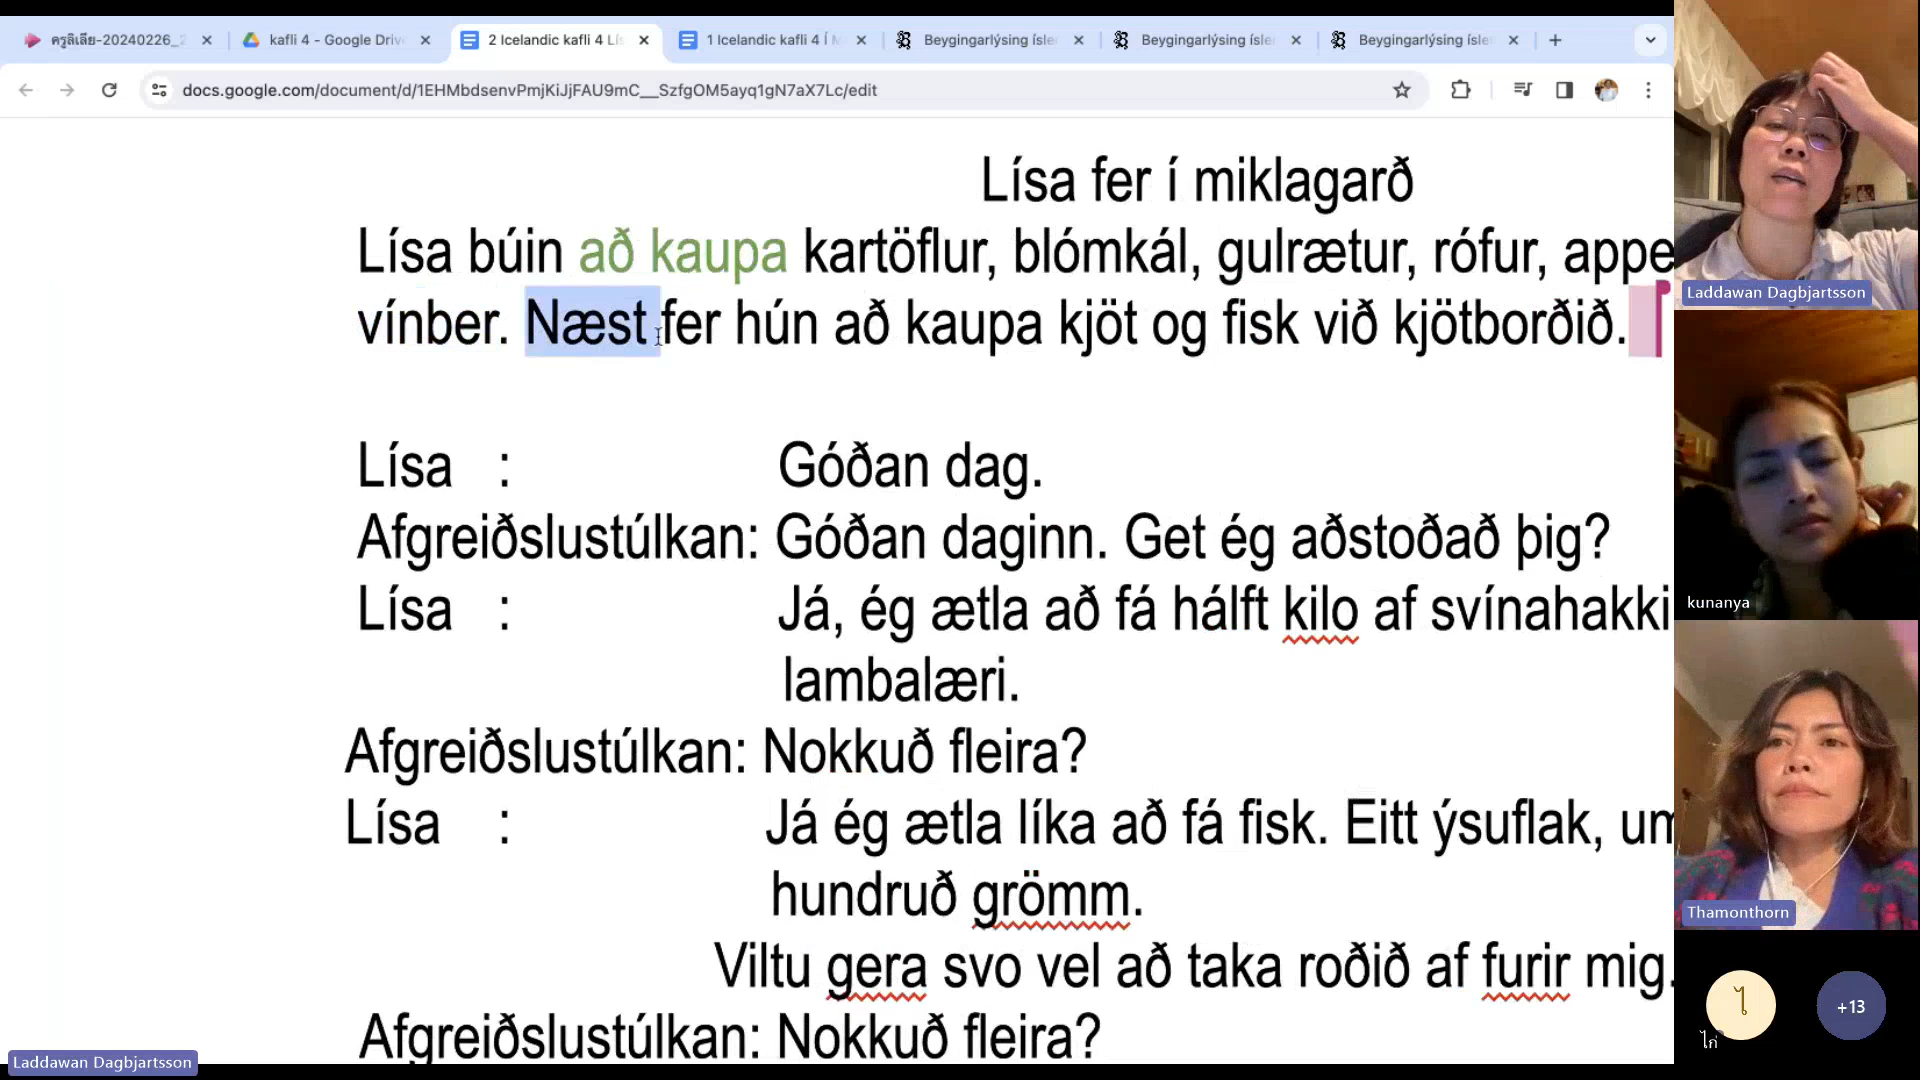 ครูลิเลีย-20240226_2
kafli 4 - Google Drive
2 Icelandic kafli 4 Lís
1 Icelandic kafli 4 Í M
Beygingarlýsing ísle
Beygingarlýsing ísle
Beygingarlýsing ísle
docs.google.com/document/d/1EHMbdsenvPmjKiJjFAU9mC__SzfgOM5ayq1gN7aX7Lc/edit
Lísa fer í miklagarð
Lísa búin að kaupa kartöflur, blómkál, gulrætur, rófur, appe
vínber. Næst fer hún að kaupa kjöt og fisk við kjötborðið.
Lísa : Góðan dag.
Afgreiðslustúlkan: Góðan daginn. Get ég aðstoðað þig?
Lísa : Já, ég ætla að fá hálft kilo af svínahakki
lambalæri.
Afgreiðslustúlkan: Nokkuð fleira?
Lísa : Já ég ætla líka að fá fisk. Eitt ýsuflak, um
hundruð grömm.
Viltu gera svo vel að taka roðið af furir mig.
Afgreiðslustúlkan: Nokkuð fleira?
Laddawan Dagbjartsson
Laddawan Dagbjartsson
kunanya
Thamonthorn
+13